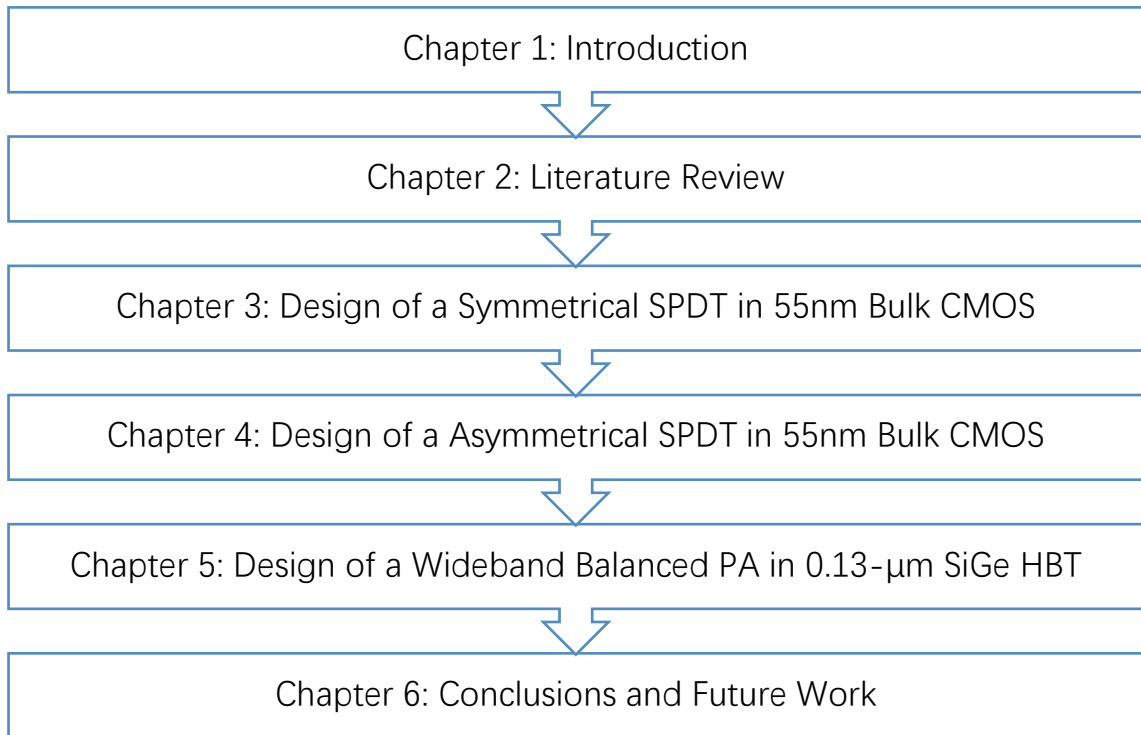 Chapter 1: Introduction
Chapter 2: Literature Review
Chapter 3: Design of a Symmetrical SPDT in 55nm Bulk CMOS
Chapter 4: Design of a Asymmetrical SPDT in 55nm Bulk CMOS
Chapter 5: Design of a Wideband Balanced PA in 0.13-μm SiGe HBT
Chapter 6: Conclusions and Future Work